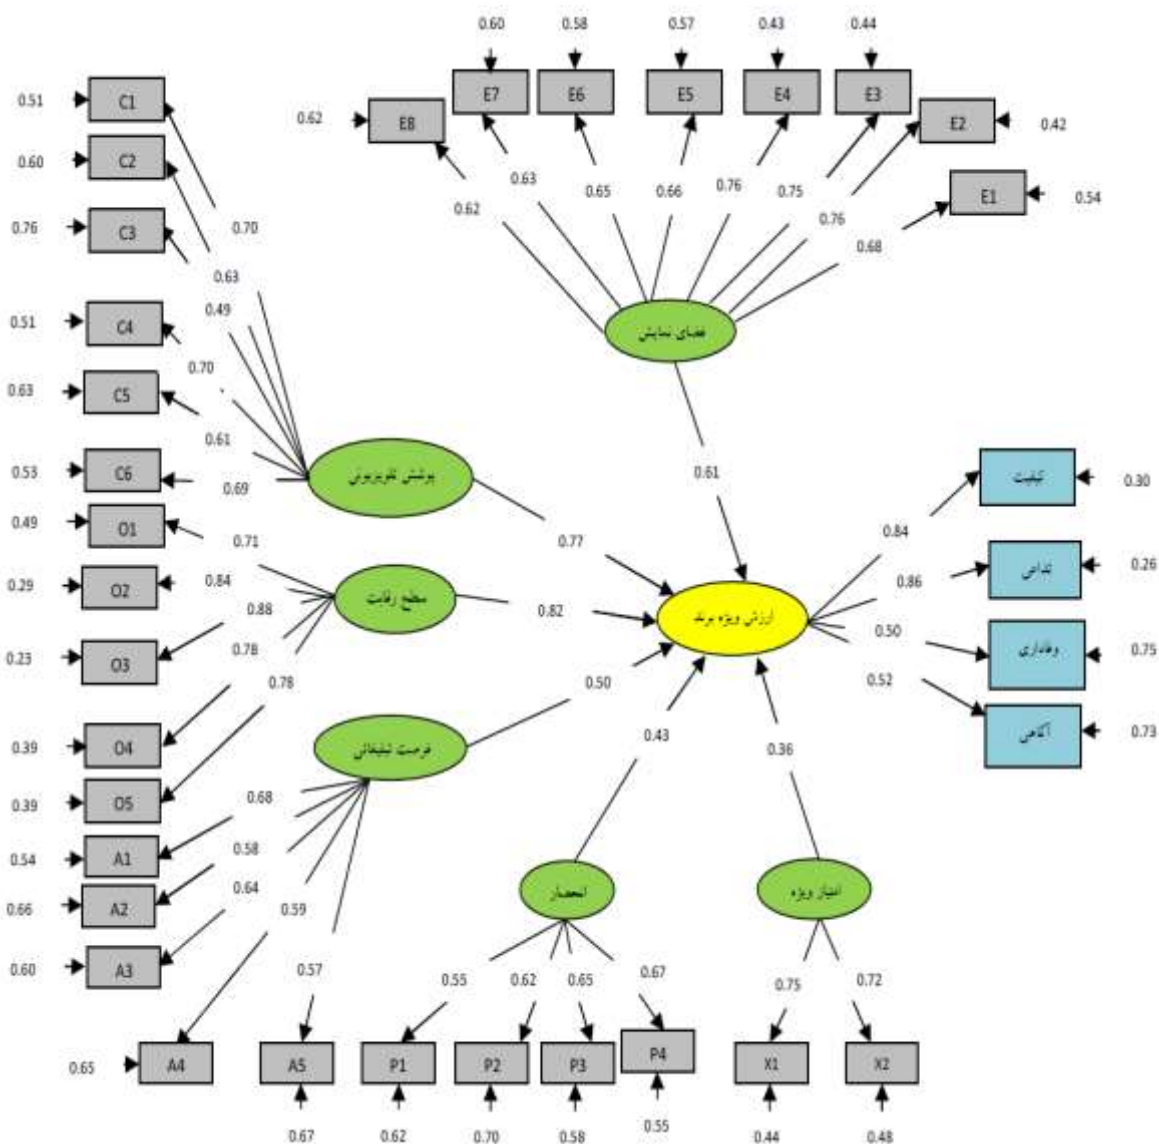 0.60 0.58 0.57 0.43 0.44
0.51 C1 E7 E6 E5 E4 E3
0.62 E8 E2 0.42
0.60 C2
0.63 0.65 0.66 0.76 0.75
E1 0.54
0.62 0.76
0.76 C3 0.70 0.68
0.63
0.49
0.51 C4
فضای نمایش
0.70
0.63 C5
0.61
0.53 C6 پوشش تلویزیونی 0.61 کیفیت 0.30
0.69
0.49 O1 0.84
0.71 0.77
0.29 O2 0.84 تداعی 0.26
0.86
0.88 سطح رقابت 0.82 ارزش ویژه برند
0.50
0.23 O3 0.78 وفاداری 0.75
0.78 0.50 0.52
0.39 O4 فرصت تبلیغاتی 0.43 0.36 آگاهی 0.73
0.39 O5
0.68
0.54 A1 0.58
0.66 A2 0.64 انحصار امتیاز ویژه
0.59
0.60 A3
0.57 0.55 0.62 0.65 0.67 0.75 0.72
0.65 A4 A5 P1 P2 P3 P4 X1 X2
0.67 0.62 0.70 0.58 0.55 0.44 0.48